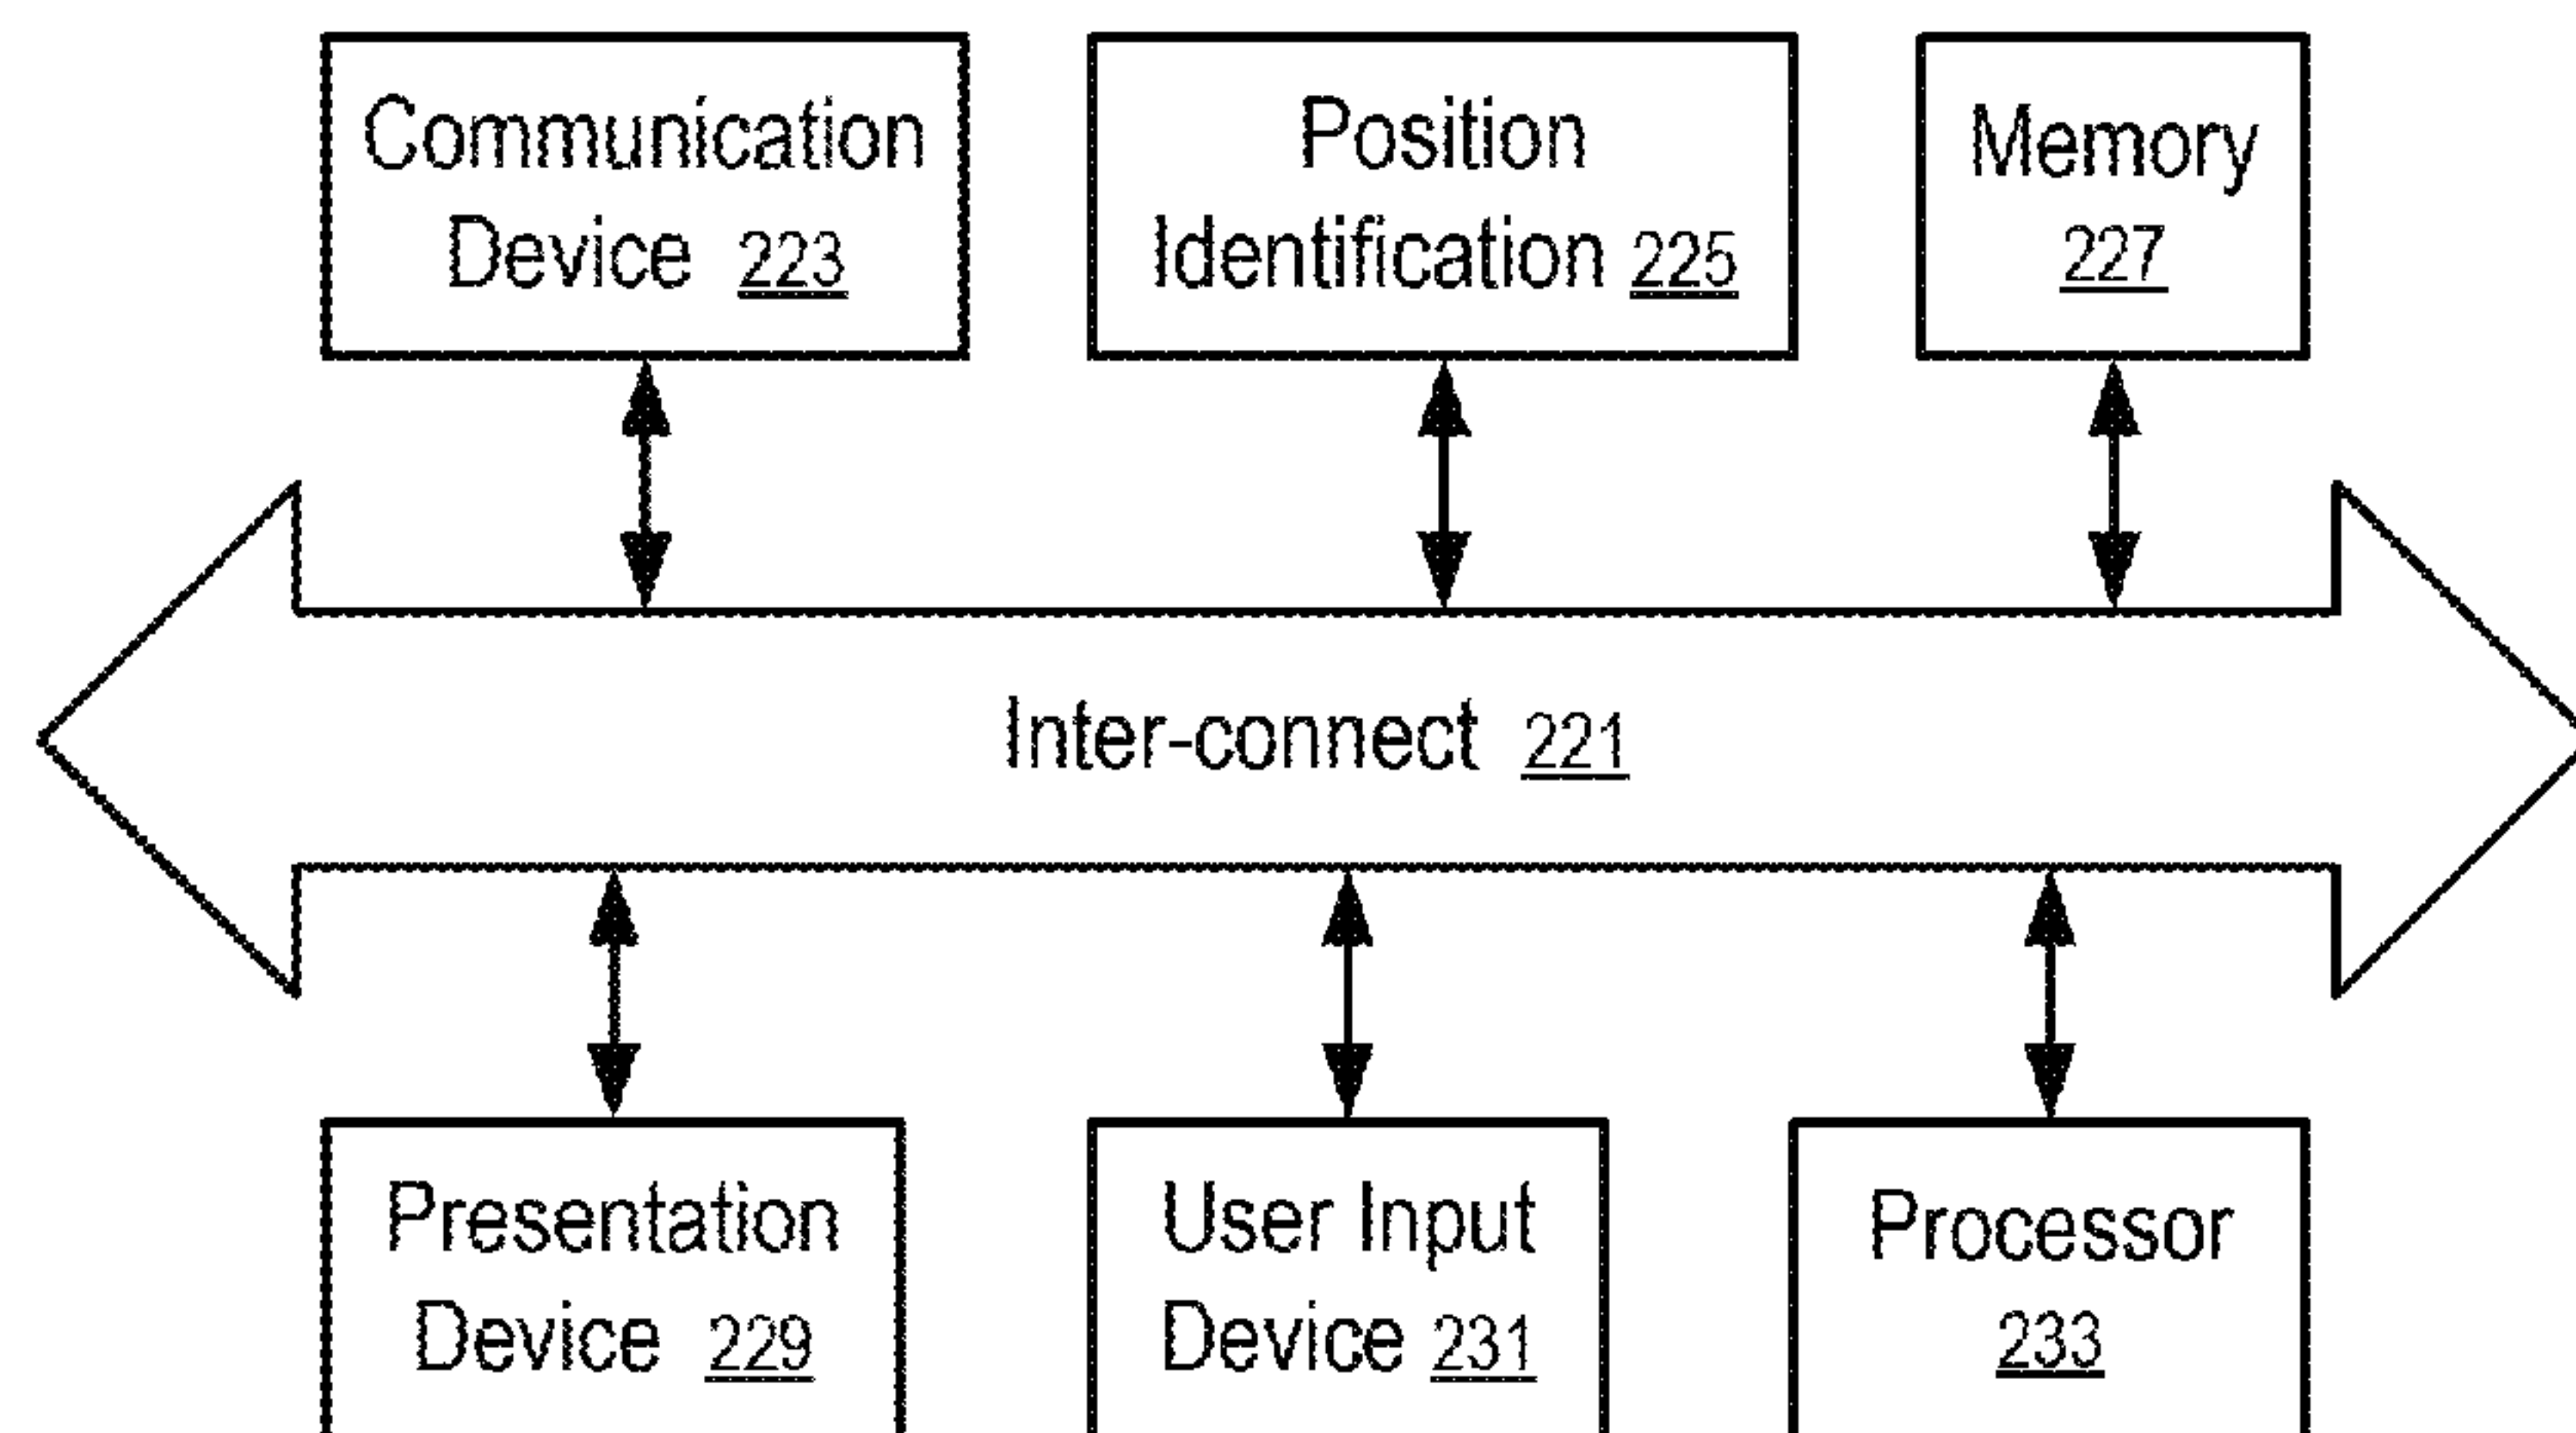 Communication
Device 223
Position
Identification 225
Memory
227
Inter-connect 221
Presentation
Device 229
User Input
Device 231
Processor
233